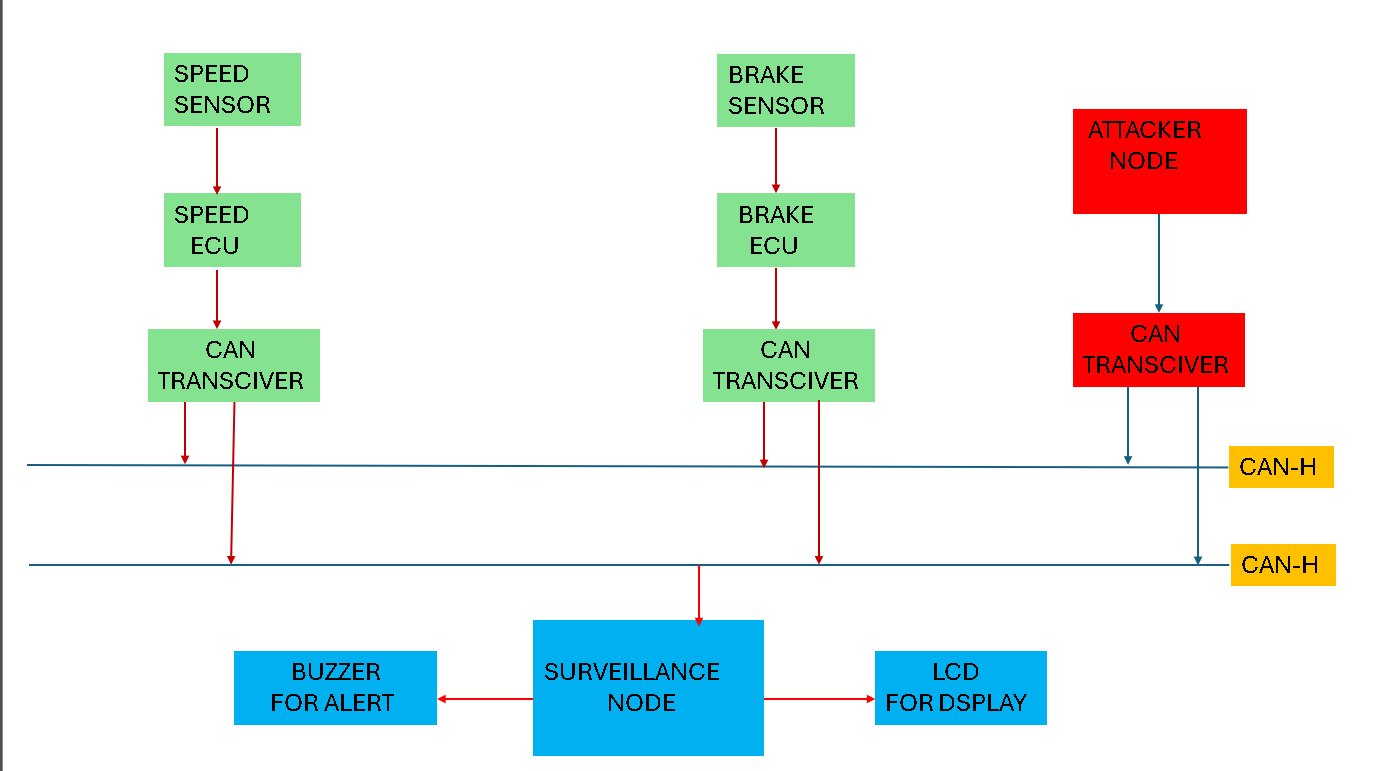 SPEED
SENSOR
BRAKE
SENSOR
ATTACKER
NODE
SPEED
ECU
BRAKE
ECU
CAN
TRANSCIVER
CAN
TRANSCIVER
CAN
TRANSCIVER
CAN-H
CAN-H
BUZZER
FOR ALERT
SURVEILLANCE
NODE
LCD
FOR DSPLAY